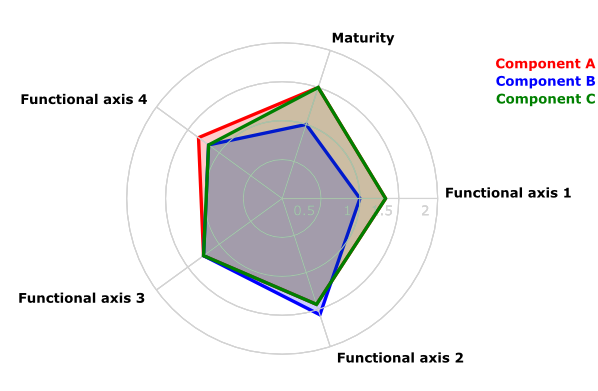 Maturity
Component A
Component B
Component C
Functional axis 4
Functional axis 1
0.5 1 .5 2
Functional axis 3
Functional axis 2